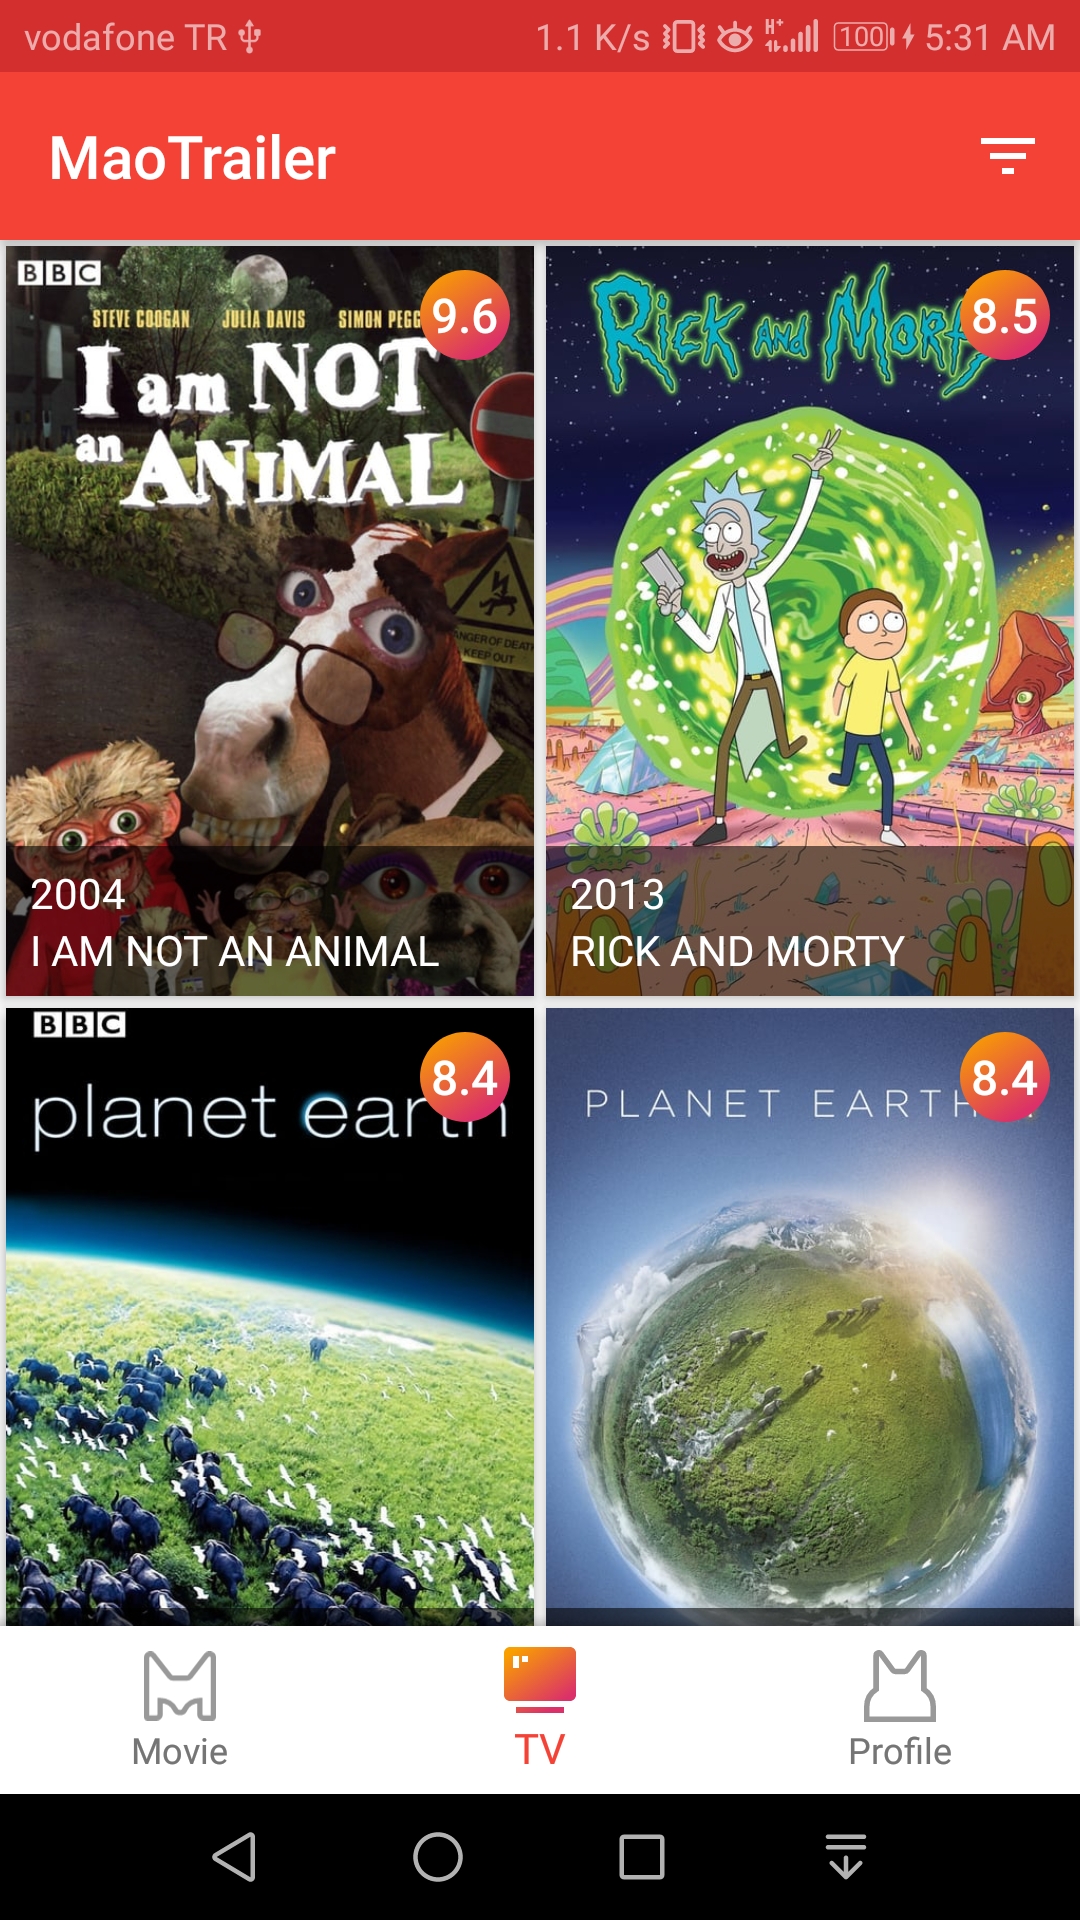 vodafone TR 1.1 K/s H+ 100 5:31 AM
MaoTrailer
BBC
9.6
STEVE COOGAN JULIA DAVIS SIMON PEGG
I am NOT
an ANIMAL
DANGER OF DEATH
KEEP OUT
2004
I AM NOT AN ANIMAL
RICK AND MORTY
8.5
2013
RICK AND MORTY
BBC
8.4
planet earth
8.4
PLANET EARTH
Movie
TV
Profile